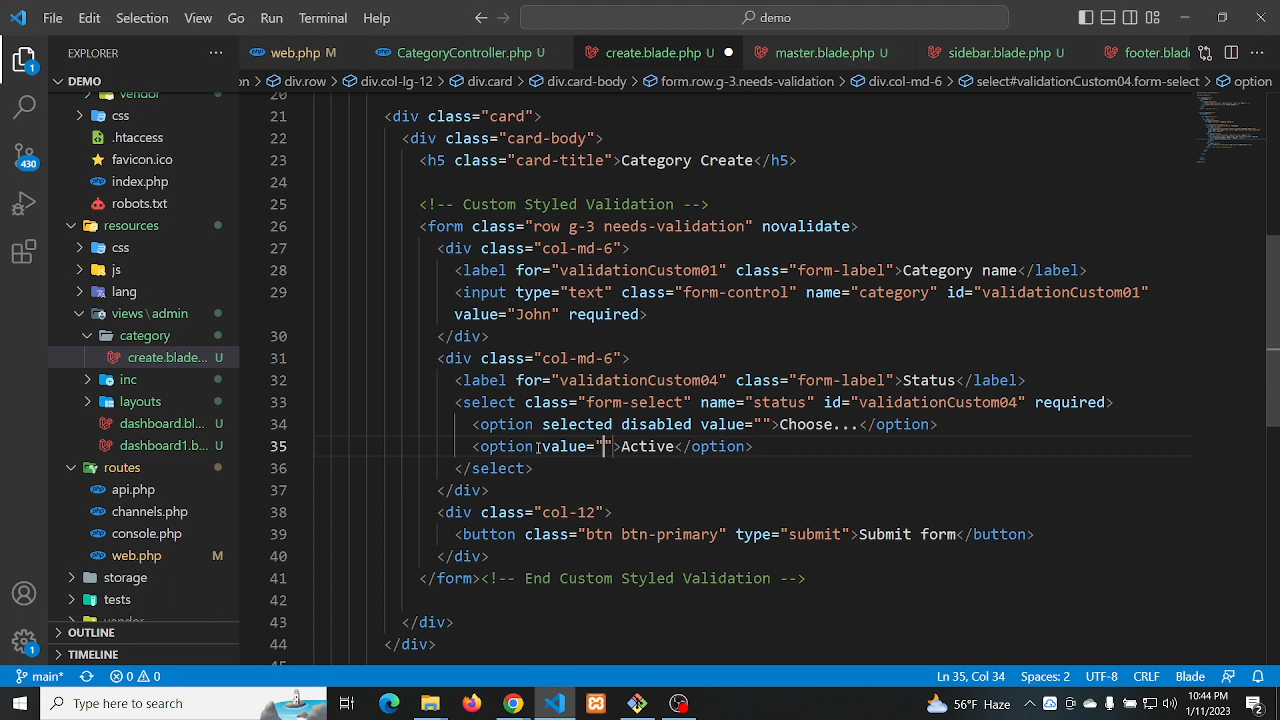 File Edit Selection View Go Run Terminal Help
demo
EXPLORER
web.php M
CategoryController.php U
create.blade.php U
master.blade.php U
sidebar.blade.php U
footer.blade
1
DEMO
on > div.row > div.col-lg-12 > div.card > div.card-body > form.row.g-3.needs-validation > div.col-md-6 > select#validationCustom04.form-select > option
vendor
css
.htaccess
favicon.ico
index.php
robots.txt
resources
css
js
lang
views\admin
category
create.blade... U
inc
layouts
dashboard.bl... U
dashboard1.b... U
routes
api.php
channels.php
console.php
web.php M
storage
tests
vendor
OUTLINE
TIMELINE
430
1
20
21 <div class="card">
22 <div class="card-body">
23 <h5 class="card-title">Category Create</h5>
24
25 <!-- Custom Styled Validation -->
26 <form class="row g-3 needs-validation" novalidate>
27 <div class="col-md-6">
28 <label for="validationCustom01" class="form-label">Category name</label>
29 <input type="text" class="form-control" name="category" id="validationCustom01"
value="John" required>
30 </div>
31 <div class="col-md-6">
32 <label for="validationCustom04" class="form-label">Status</label>
33 <select class="form-select" name="status" id="validationCustom04" required>
34 <option selected disabled value="">Choose...</option>
35 <option value="">Active</option>
36 </select>
37 </div>
38 <div class="col-12">
39 <button class="btn btn-primary" type="submit">Submit form</button>
40 </div>
41 </form><!-- End Custom Styled Validation -->
42
43 </div>
44 </div>
45
main* 0 0 Ln 35, Col 34 Spaces: 2 UTF-8 CRLF Blade
Type here to search
56°F Haze
10:44 PM
1/11/2023
2